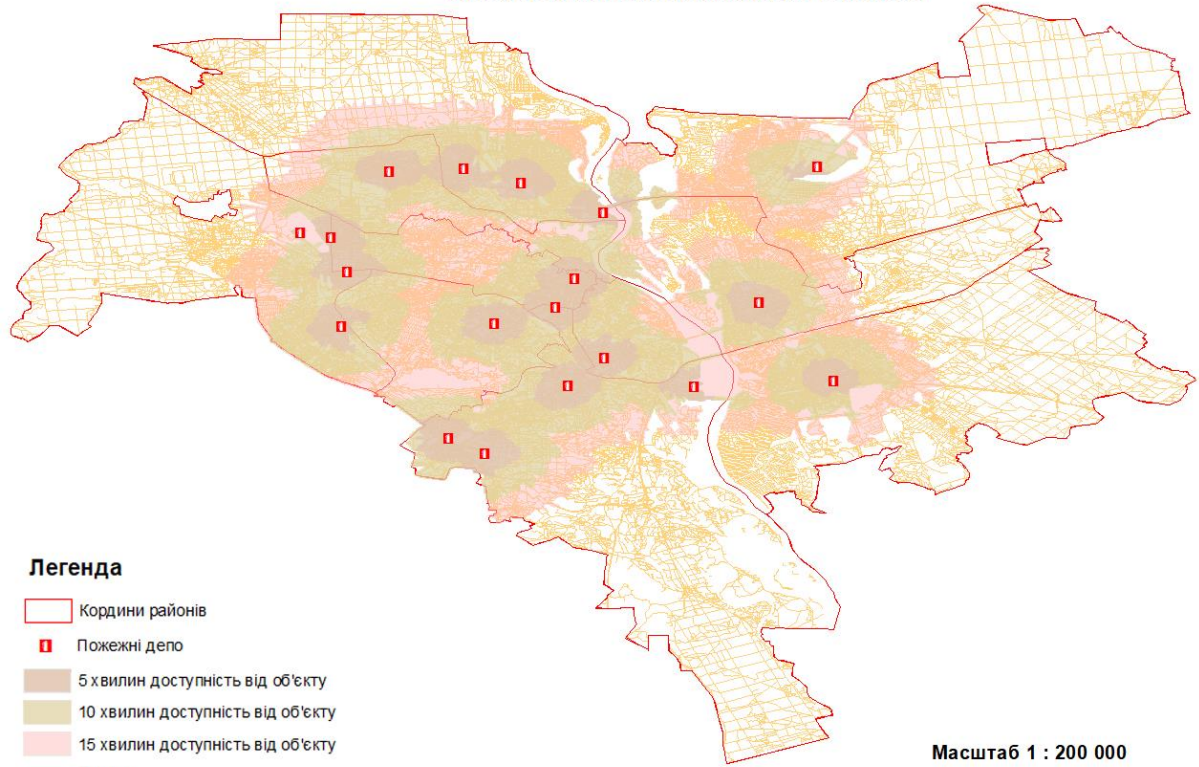 Легенда
Кордини районів
Пожежні депо
5 хвилин доступність від об'єкту
10 хвилин доступність від об'єкту
15 хвилин доступність від об'єкту
Масштаб 1 : 200 000